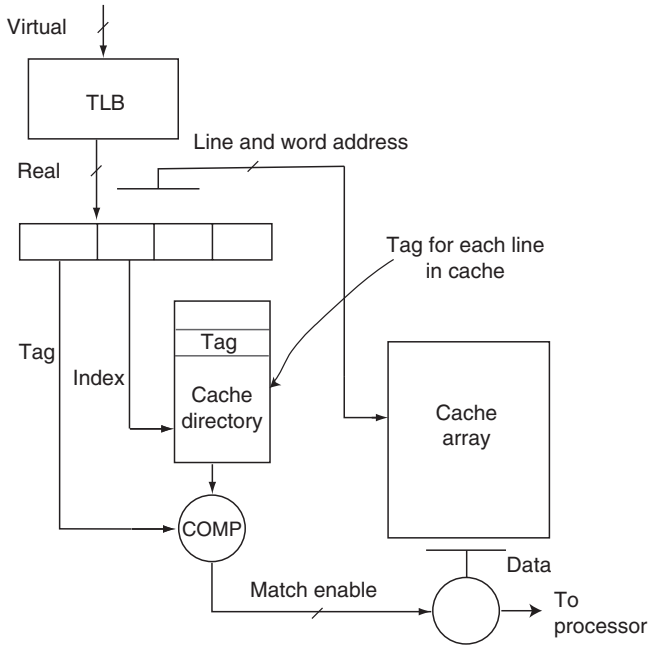 Virtual
TLB
Line and word address
Real
Tag for each line
in cache
Tag
Tag
Index
Cache
directory
Cache
array
COMP
Data
Match enable
To
processor